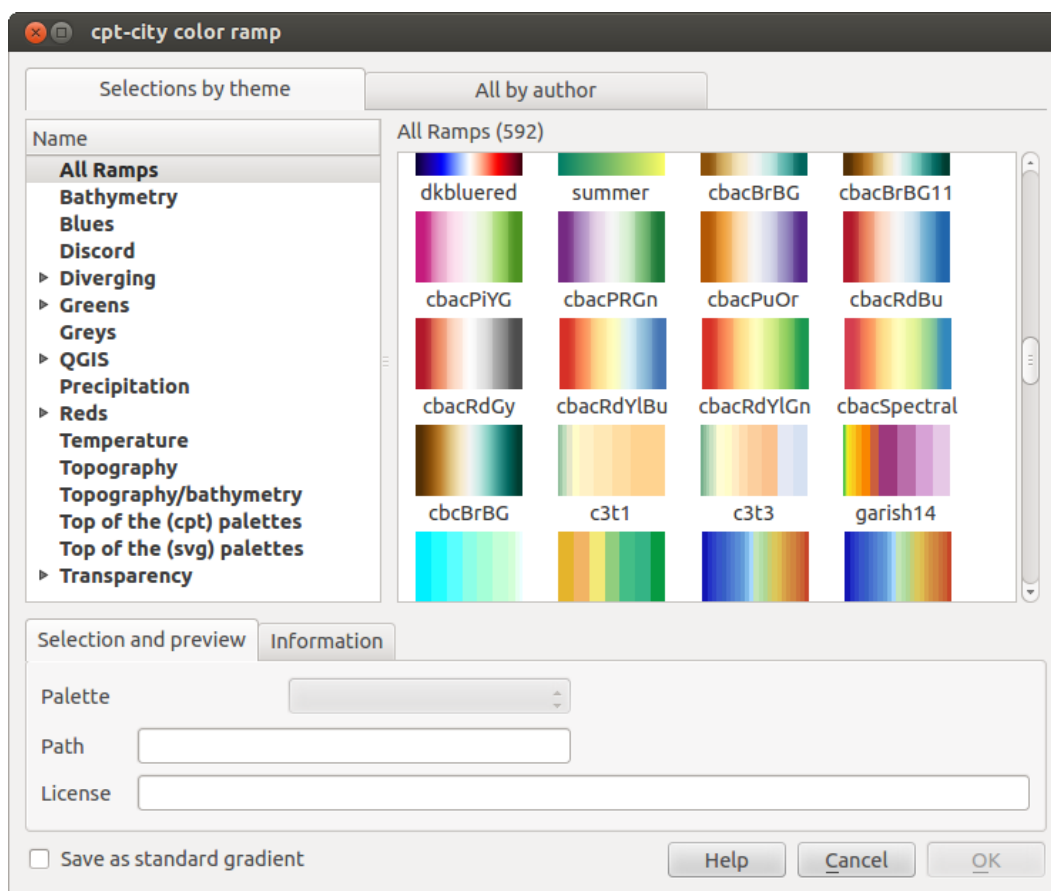 cpt-city color ramp
Selections by theme
All by author
Name
All Ramps
Bathymetry
Blues
Discord
Diverging
Greens
Greys
QGIS
Precipitation
Reds
Temperature
Topography
Topography/bathymetry
Top of the (cpt) palettes
Top of the (svg) palettes
Transparency
All Ramps (592)
dkbluered summer cbacBrBG cbacBrBG11
cbacPiYG cbacPRGn cbacPuOr cbacRdBu
cbacRdGy cbacRdYlBu cbacRdYlGn cbacSpectral
cbcBrBG c3t1 c3t3 garish14
Selection and preview
Information
Palette
Path
License
Save as standard gradient
Help
Cancel
OK